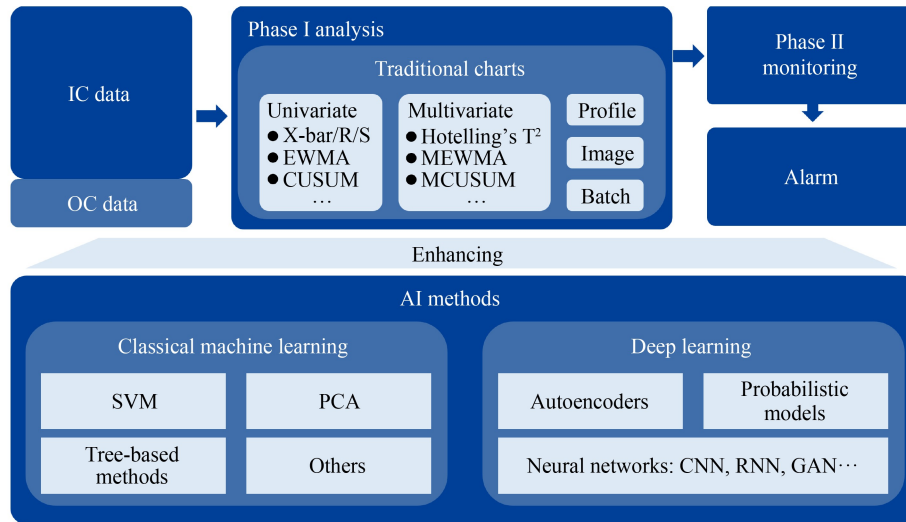 IC data
OC data
Phase I analysis
Traditional charts
Univariate
● X-bar/R/S
● EWMA
● CUSUM
…
Multivariate
● Hotelling's T²
● MEWMA
● MCUSUM
…
Profile
Image
Batch
Phase II
monitoring
Alarm
Enhancing
AI methods
Classical machine learning
SVM
PCA
Tree-based
methods
Others
Deep learning
Autoencoders
Probabilistic
models
Neural networks: CNN, RNN, GAN…